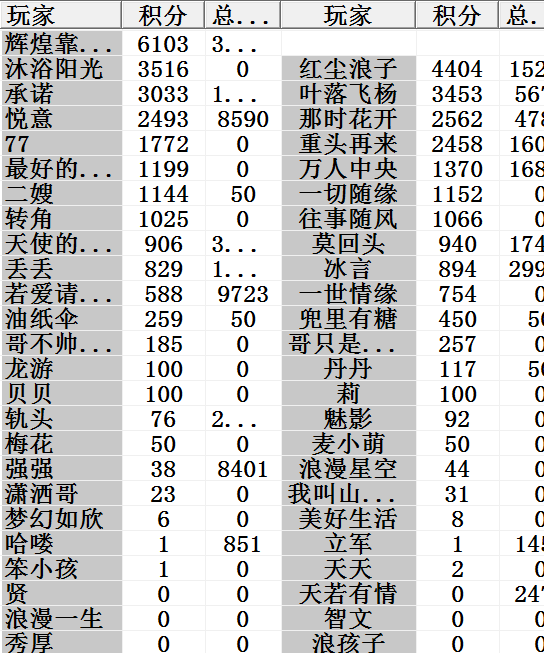 玩家 积分 总... 玩家 积分 总.
辉煌靠... 6103 3...
沐浴阳光 3516 0 红尘浪子 4404 152
承诺 3033 1... 叶落飞杨 3453 567
悦意 2493 8590 那时花开 2562 478
77 1772 0 重头再来 2458 160
最好的... 1199 0 万人中央 1370 168
二嫂 1144 50 一切随缘 1152 0
转角 1025 0 往事随风 1066 0
天使的... 906 3... 莫回头 940 174
丢丢 829 1... 冰言 894 299
若爱请... 588 9723 一世情缘 754 0
油纸伞 259 50 兜里有糖 450 50
哥不帅... 185 0 哥只是... 257 0
龙游 100 0 丹丹 117 50
贝贝 100 0 莉 100 0
轨头 76 2... 魅影 92 0
梅花 50 0 麦小萌 50 0
强强 38 8401 浪漫星空 44 0
潇洒哥 23 0 我叫山... 31 0
梦幻如欣 6 0 美好生活 8 0
哈喽 1 851 立军 1 145
笨小孩 1 0 天天 2 0
贤 0 0 天若有情 0 247
浪漫一生 0 0 智文 0 0
秀厚 0 0 浪孩子 0 0